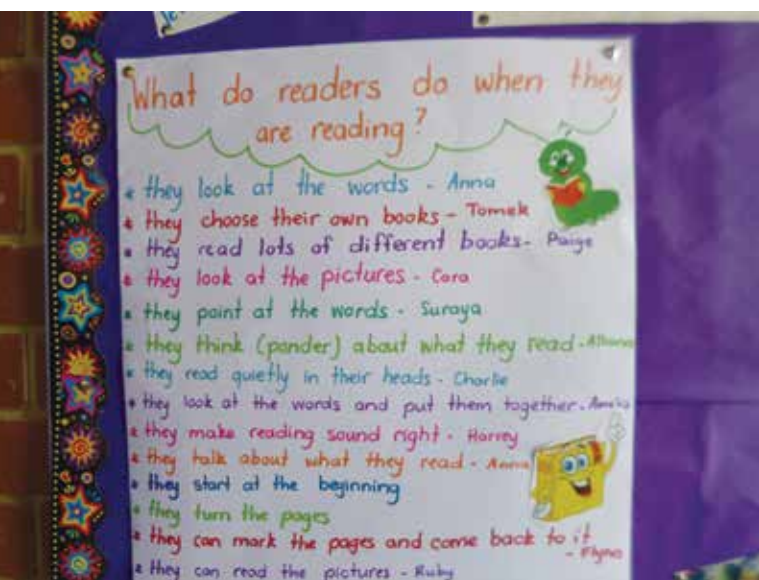 What do readers do when they
are reading?
* they look at the words - Anna
* they choose their own books - Tomek
* they read lots of different books - Paige
* they look at the pictures - Cara
* they point at the words - Suraya
* they think (ponder) about what they read -
* they read quietly in their heads - Charlie
* they look at the words and put them together -
* they make reading sound right - Harvey
* they talk about what they read - Anna
* they start at the beginning
* they turn the pages
* they can mark the pages and come back to it
* they can read the pictures - Ruby